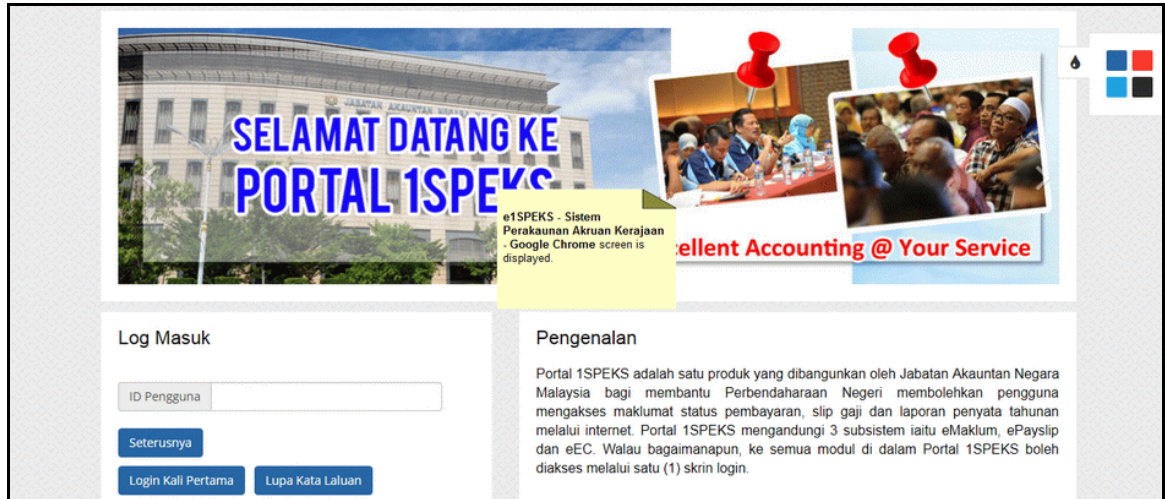 JABATAN AKAUNTAN NEGARA
SELAMAT DATANG KE
PORTAL 1SPEKS
e1SPEKS - Sistem
Perakaunan Akruan Kerajaan
- Google Chrome screen is
displayed.
Accounting @ Your Service
Log Masuk
ID Pengguna
Seterusnya
Login Kali Pertama
Lupa Kata Laluan
Pengenalan
Portal 1SPEKS adalah satu produk yang dibangunkan oleh Jabatan Akauntan Negara
Malaysia bagi membantu Perbendaharaan Negeri membolehkan pengguna
mengakses maklumat status pembayaran, slip gaji dan laporan penyata tahunan
melalui internet. Portal 1SPEKS mengandungi 3 subsistem iaitu eMaklum, ePayslip
dan eEC. Walau bagaimanapun, ke semua modul di dalam Portal 1SPEKS boleh
diakses melalui satu (1) skrin login.